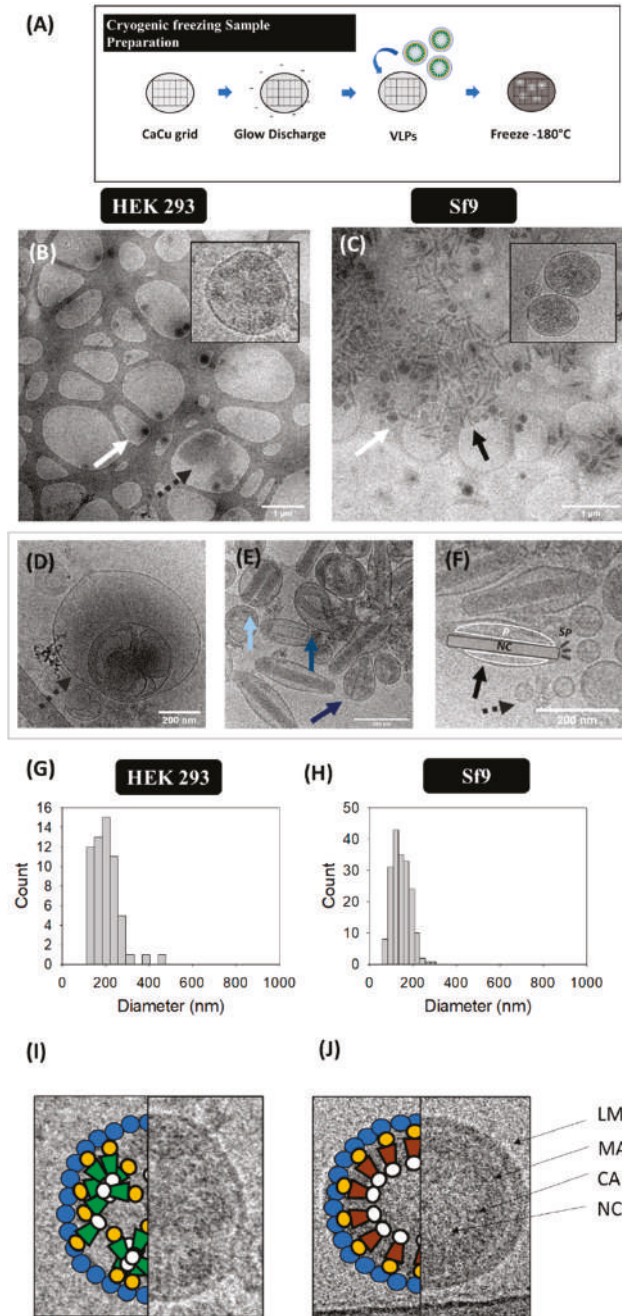 (A)
Cryogenic freezing Sample
Preparation
CaCu grid
Glow Discharge
VLPs
Freeze -180°C
HEK 293
Sf9
(B)
1 µm
(C)
1 µm
(D)
200 nm
(E)
(F)
P
NC
SP
200 nm
(G)
HEK 293
(H)
Sf9
16
14
12
10
8
6
4
2
0
Count
0 200 400 600 800 1000
Diameter (nm)
50
40
30
20
10
0
Count
0 200 400 600 800 1000
Diameter (nm)
(I)
(J)
LM
MA
CA
NC